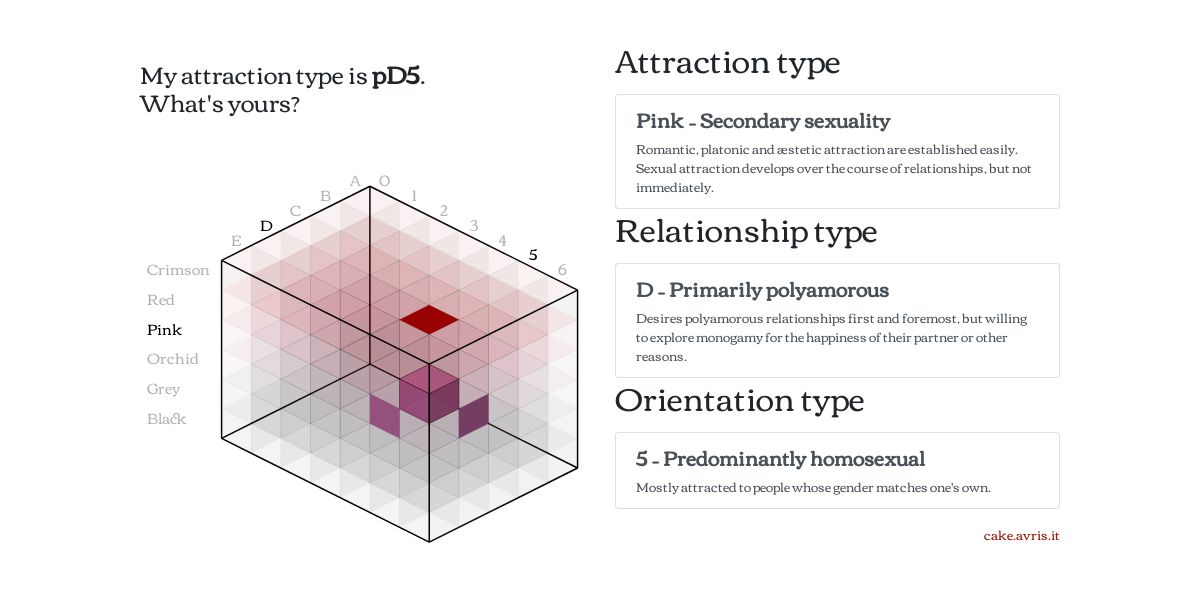 My attraction type is pD5.
What's yours?
A O
B 1
C 2
D 3
E 4
5
6
Crimson
Red
Pink
Orchid
Grey
Black
Attraction type
Pink – Secondary sexuality
Romantic, platonic and æstetic attraction are established easily.
Sexual attraction develops over the course of relationships, but not
immediately.
Relationship type
D – Primarily polyamorous
Desires polyamorous relationships first and foremost, but willing
to explore monogamy for the happiness of their partner or other
reasons.
Orientation type
5 – Predominantly homosexual
Mostly attracted to people whose gender matches one's own.
cake.avris.it